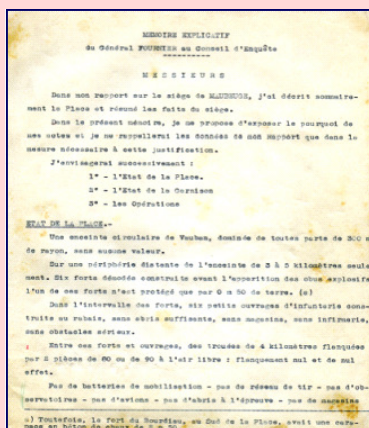 MEMOIRE EXPLICATIF
du Général FOURNIER au Conseil d'Enquête
----------
M E S S I E U R S
Dans mon rapport sur le siège de MAUBEUGE, j'ai décrit sommaire-
ment la Place et résumé les faits du siège.
Dans le présent mémoire, je me propose d'exposer le pourquoi de
mes actes et je ne rappellerai les données de mon rapport que dans la
mesure nécessaire à cette justification.
J'envisagerai successivement :
1° - l'Etat de la Place.
2° - l'Etat de la Garnison
3° - les Opérations
ETAT DE LA PLACE.-
Une enceinte circulaire de Vauban, dominée de toutes parts de 300 m
de rayon, sans aucune valeur.
Sur une périphérie distante de l'enceinte de 3 à 5 kilomètres seule
ment. Six forts démodés construits avant l'apparition des obus explosifs
l'un de ces forts n'est protégé que par 0 m 50 de terre. (a)
Dans l'intervalle des forts, six petits ouvrages d'infanterie cons-
truits au rabais, sans abris suffisants, sans magasins, sans infirmerie,
sans obstacles sérieux.
Entre ces forts et ouvrages, des trouées de 4 kilomètres flanquées
par 2 pièces de 80 ou de 90 à l'air libre : flanquement nul et de nul
effet.
Pas de batteries de mobilisation - pas de réseau de tir - pas d'ob-
servatoires - pas d'avions - pas d'abris à l'épreuve - pas de magasins
a) Toutefois, le fort du Bourdieu, au Sud de la Place, avait une cara-
en béton de